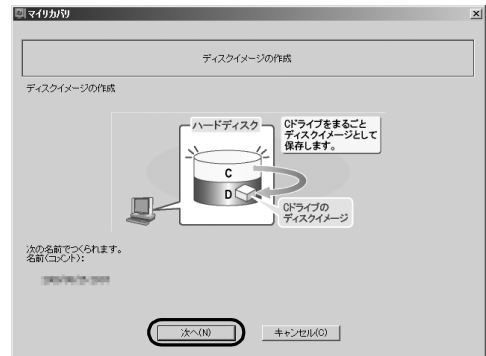 マイリカバリ
ディスクイメージの作成
ディスクイメージの作成
ハードディスク
Cドライブをまるごと
ディスクイメージとして
保存します。
C
D
Cドライブの
ディスクイメージ
次の名前でつくられます。
名前(コメント):
次へ(N)
キャンセル(C)